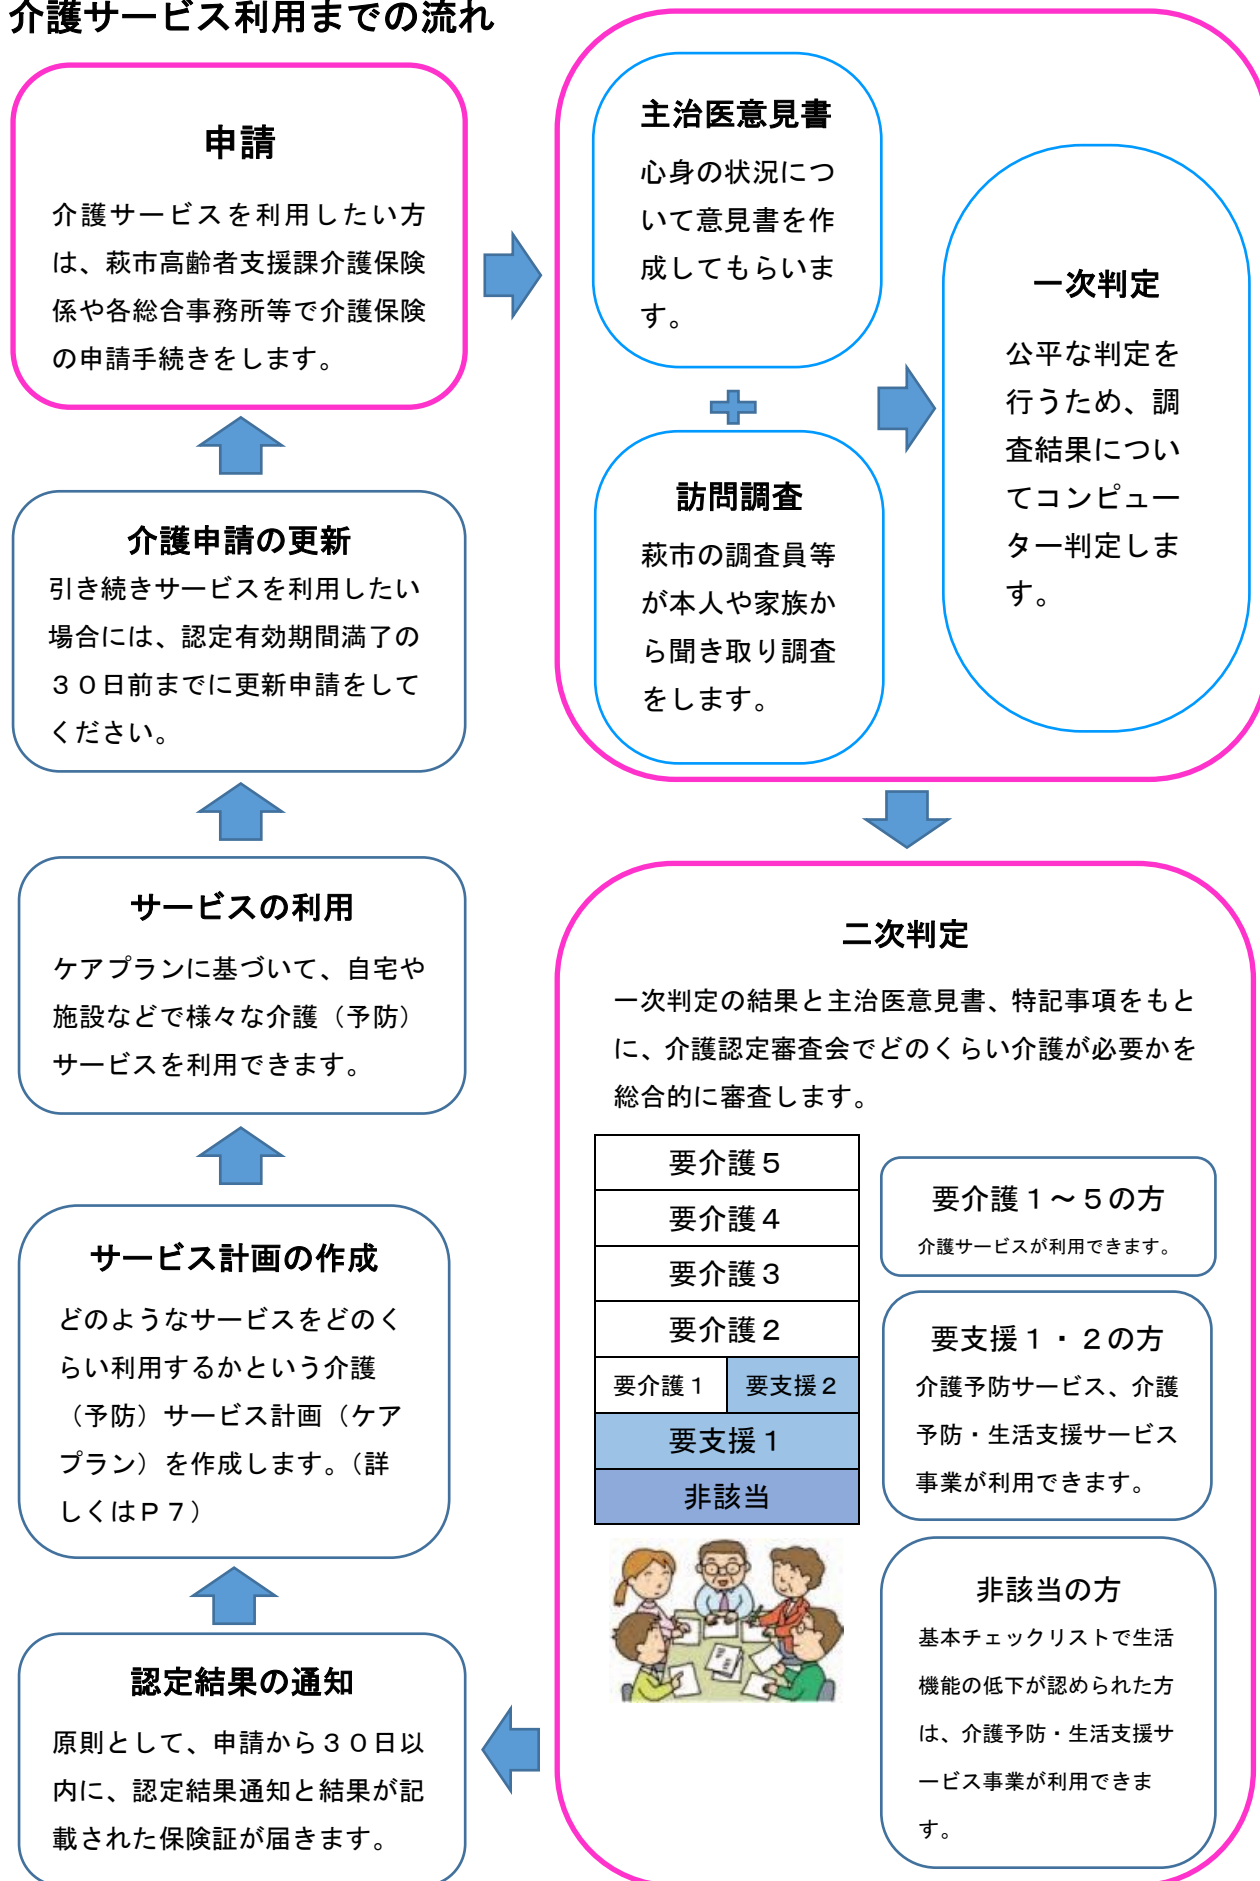 介護サービス利用までの流れ
申請
介護サービスを利用したい方
は、萩市高齢者支援課介護保険
係や各総合事務所等で介護保険
の申請手続きをします。
主治医意見書
心身の状況につ
いて意見書を作
成してもらいま
す。
訪問調査
萩市の調査員等
が本人や家族か
ら聞き取り調査
をします。
一次判定
公平な判定を
行うため、調
査結果につい
てコンピュー
ター判定しま
す。
二次判定
一次判定の結果と主治医意見書、特記事項をもと
に、介護認定審査会でどのくらい介護が必要かを
総合的に審査します。
要介護５
要介護４
要介護３
要介護２
要介護１ 要支援２
要支援１
非該当
要介護１～５の方
介護サービスが利用できます。
要支援１・２の方
介護予防サービス、介護
予防・生活支援サービス
事業が利用できます。
非該当の方
基本チェックリストで生活
機能の低下が認められた方
は、介護予防・生活支援サ
ービス事業が利用できま
す。
認定結果の通知
原則として、申請から３０日以
内に、認定結果通知と結果が記
載された保険証が届きます。
サービス計画の作成
どのようなサービスをどのく
らい利用するかという介護
（予防）サービス計画（ケア
プラン）を作成します。（詳
しくはＰ７）
サービスの利用
ケアプランに基づいて、自宅や
施設などで様々な介護（予防）
サービスを利用できます。
介護申請の更新
引き続きサービスを利用したい
場合には、認定有効期間満了の
３０日前までに更新申請をして
ください。